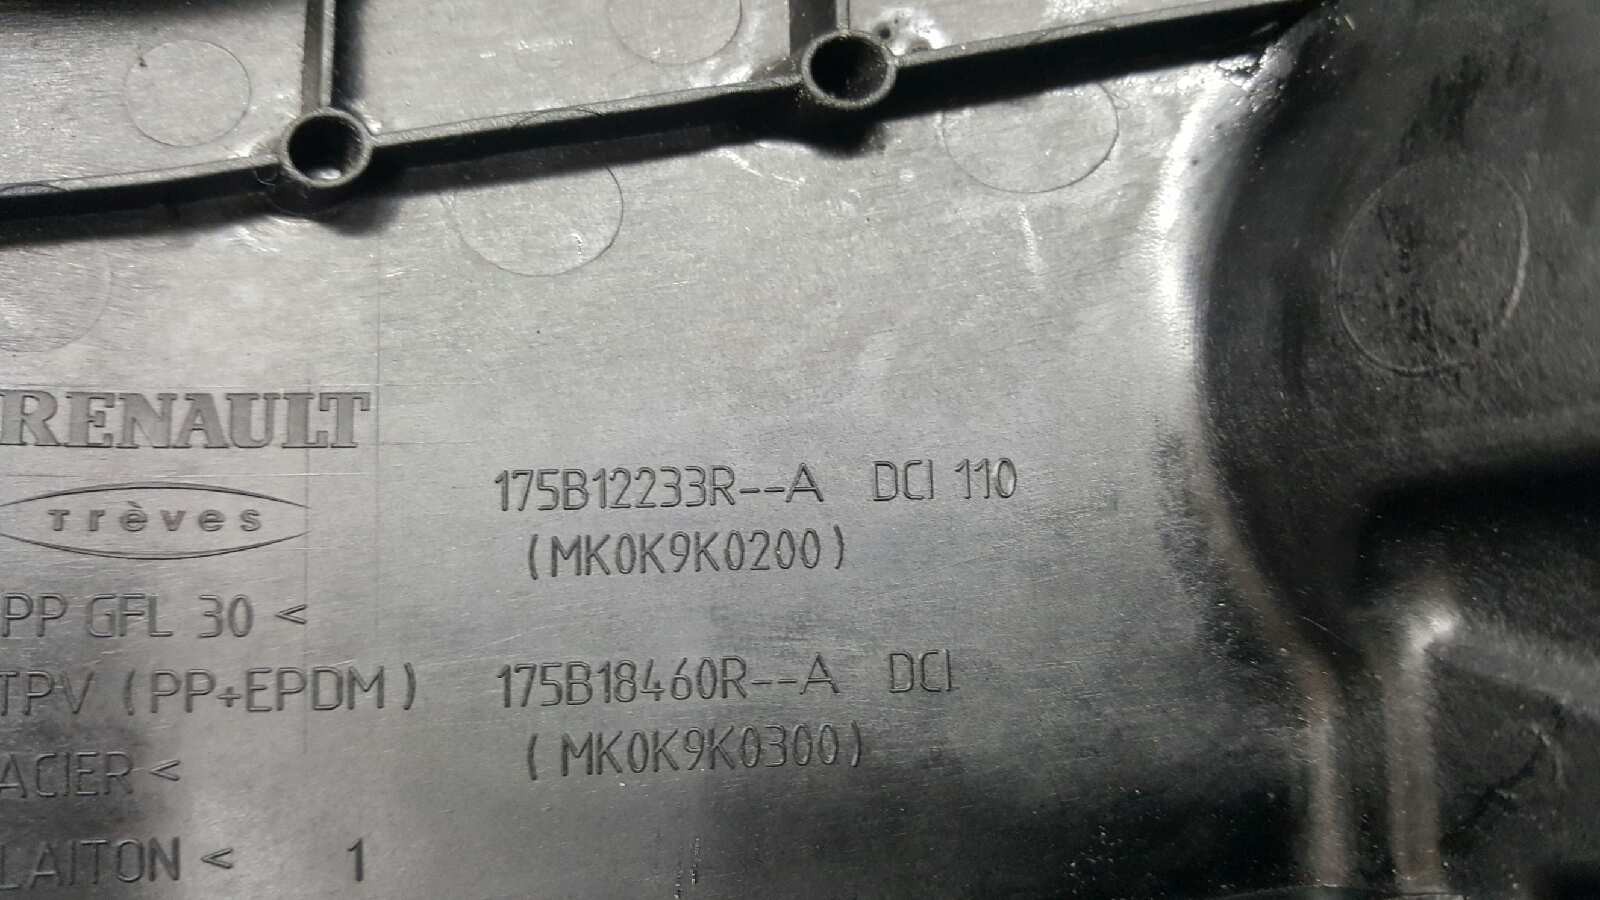 RENAULT
Trèves
PP GFL 30 <
TPV (PP+EPDM)
ACIER <
LAITON < 1
175B12233R--A DCI 110
(MK0K9K0200)
175B18460R--A DCI
(MK0K9K0300)